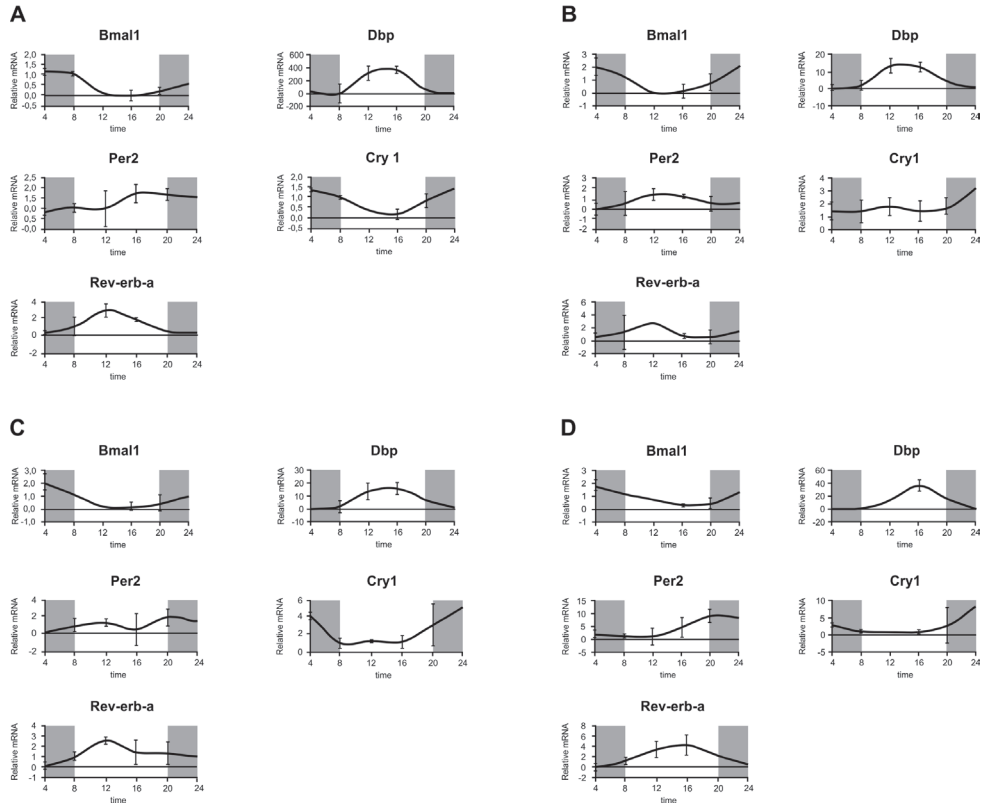 A
B
Bmal1
Dbp
Bmal1
Dbp
Relative mRNA
2,0
1,5
1,0
0,5
0,0
-0,5
4 8 12 16 20 24
time
Relative mRNA
600
400
200
0
-200
4 8 12 16 20 24
time
Relative mRNA
3
2
1
0
-1
4 8 12 16 20 24
time
Relative mRNA
20
10
0
-10
4 8 12 16 20 24
time
Per2
Cry 1
Per2
Cry1
Relative mRNA
2,5
2,0
1,5
1,0
0,5
0,0
-0,5
4 8 12 16 20 24
time
Relative mRNA
2,0
1,5
1,0
0,5
0,0
-0,5
4 8 12 16 20 24
time
Relative mRNA
3
2
1
0
-1
-2
4 8 12 16 20 24
time
Relative mRNA
4
3
2
1
0
4 8 12 16 20 24
time
Rev-erb-a
Rev-erb-a
Relative mRNA
4
2
0
-2
4 8 12 16 20 24
time
Relative mRNA
6
4
2
0
-2
4 8 12 16 20 24
time
C
D
Bmal1
Dbp
Bmal1
Dbp
Relative mRNA
3,0
2,0
1,0
0,0
-1,0
4 8 12 16 20 24
time
Relative mRNA
30
20
10
0
-10
4 8 12 16 20 24
time
Relative mRNA
3
2
1
0
-1
4 8 12 16 20 24
time
Relative mRNA
60
40
20
0
-20
4 8 12 16 20 24
time
Per2
Cry1
Per2
Cry1
Relative mRNA
4
2
0
-2
4 8 12 16 20 24
time
Relative mRNA
6
4
2
0
4 8 12 16 20 24
time
Relative mRNA
15
10
5
0
-5
4 8 12 16 20 24
time
Relative mRNA
10
5
0
-5
4 8 12 16 20 24
time
Rev-erb-a
Rev-erb-a
Relative mRNA
4
3
2
1
0
-1
4 8 12 16 20 24
time
Relative mRNA
8
6
4
2
0
-2
4 8 12 16 20 24
time